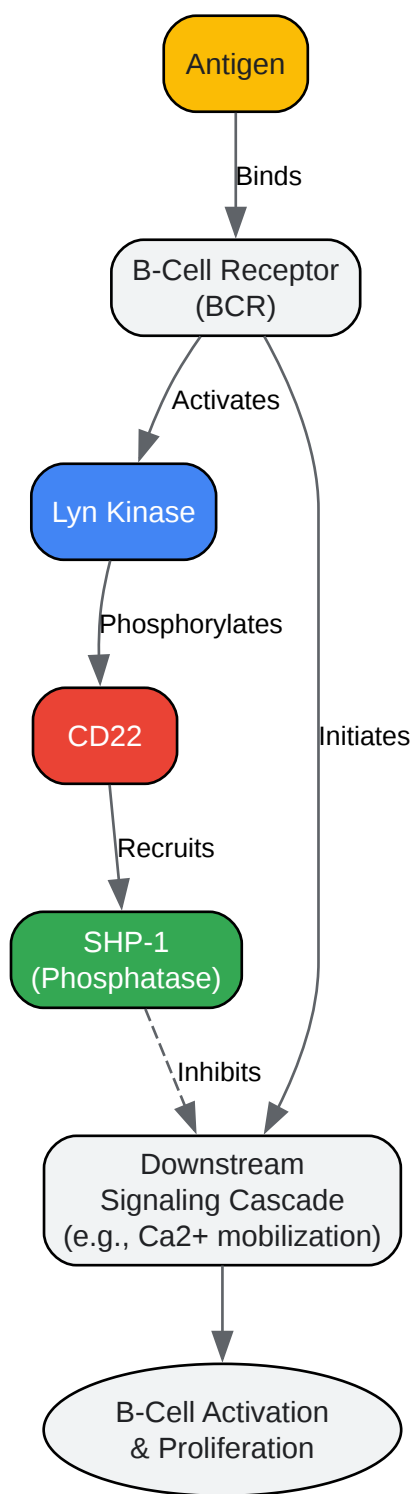 Antigen
Binds
B-Cell Receptor
(BCR)
Activates
Lyn Kinase
Phosphorylates
CD22
Initiates
Recruits
SHP-1
(Phosphatase)
Inhibits
Downstream
Signaling Cascade
(e.g., Ca2+ mobilization)
B-Cell Activation
& Proliferation